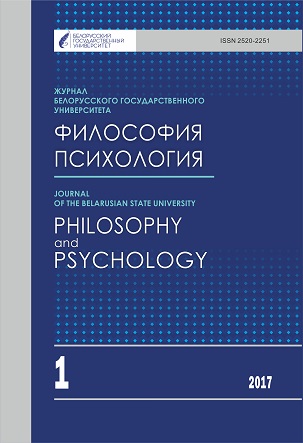 БЕЛОРУССКИЙ
ГОСУДАРСТВЕННЫЙ
УНИВЕРСИТЕТ
ISSN 2520-2251
ЖУРНАЛ
БЕЛОРУССКОГО ГОСУДАРСТВЕННОГО
УНИВЕРСИТЕТА
ФИЛОСОФИЯ
ПСИХОЛОГИЯ
JOURNAL
OF THE BELARUSIAN STATE UNIVERSITY
PHILOSOPHY
and
PSYCHOLOGY
1
2017